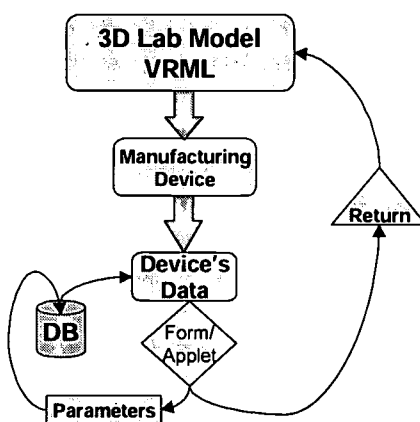 3D Lab Model
VRML
Manufacturing
Device
Return
Device's
Data
DB
Form/
Applet
Parameters